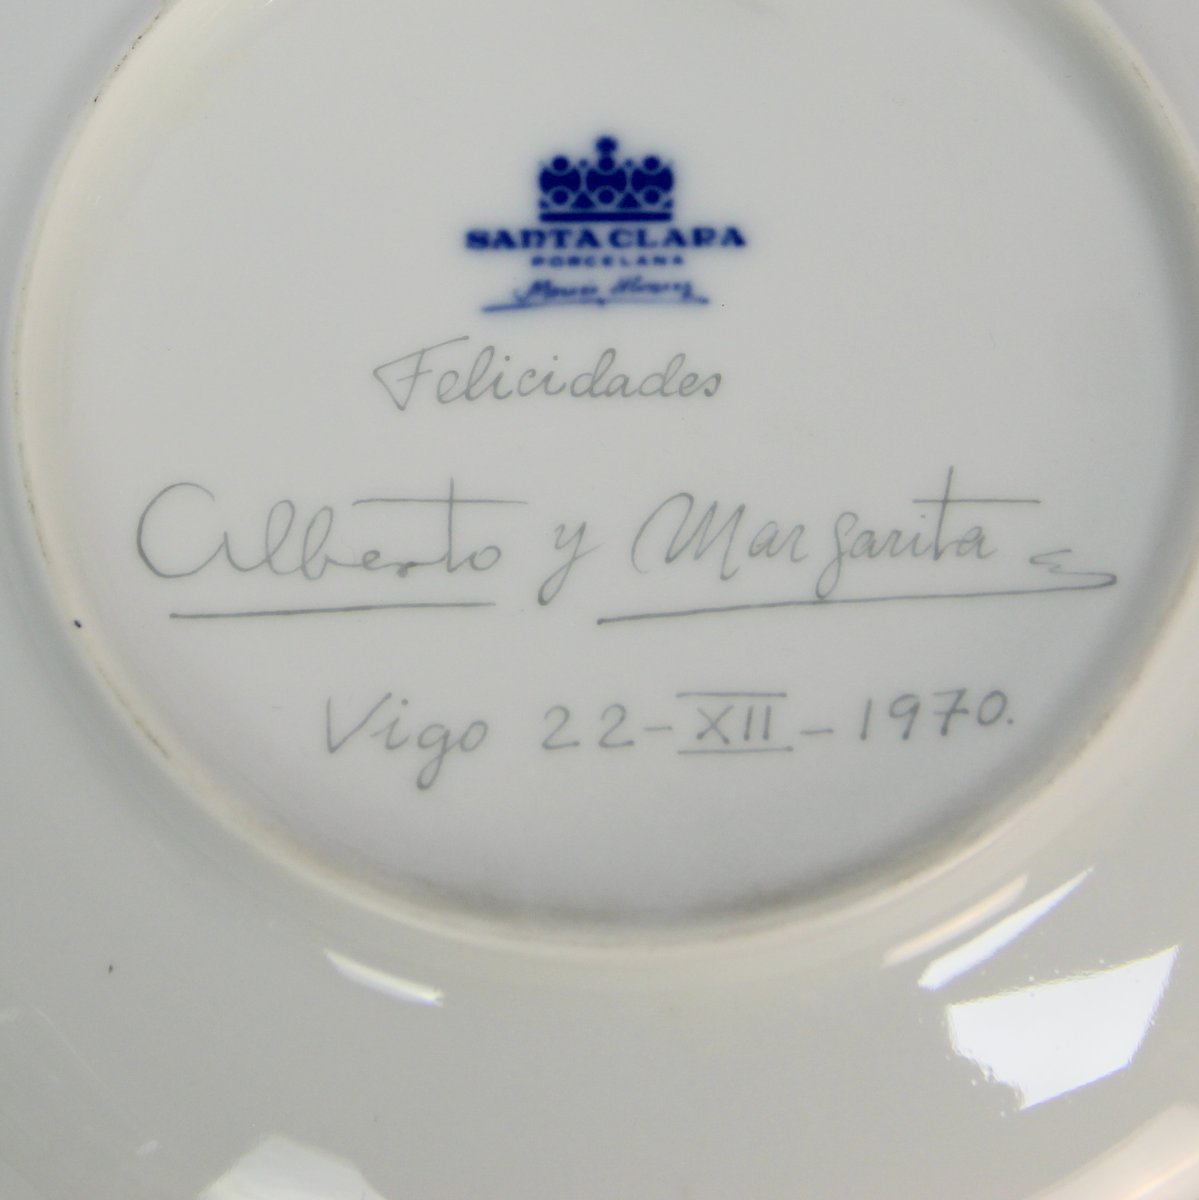 SANTA CLARA
PORCELANA
Felicidades
Alberto y Margarita
Vigo 22-XII-1970.